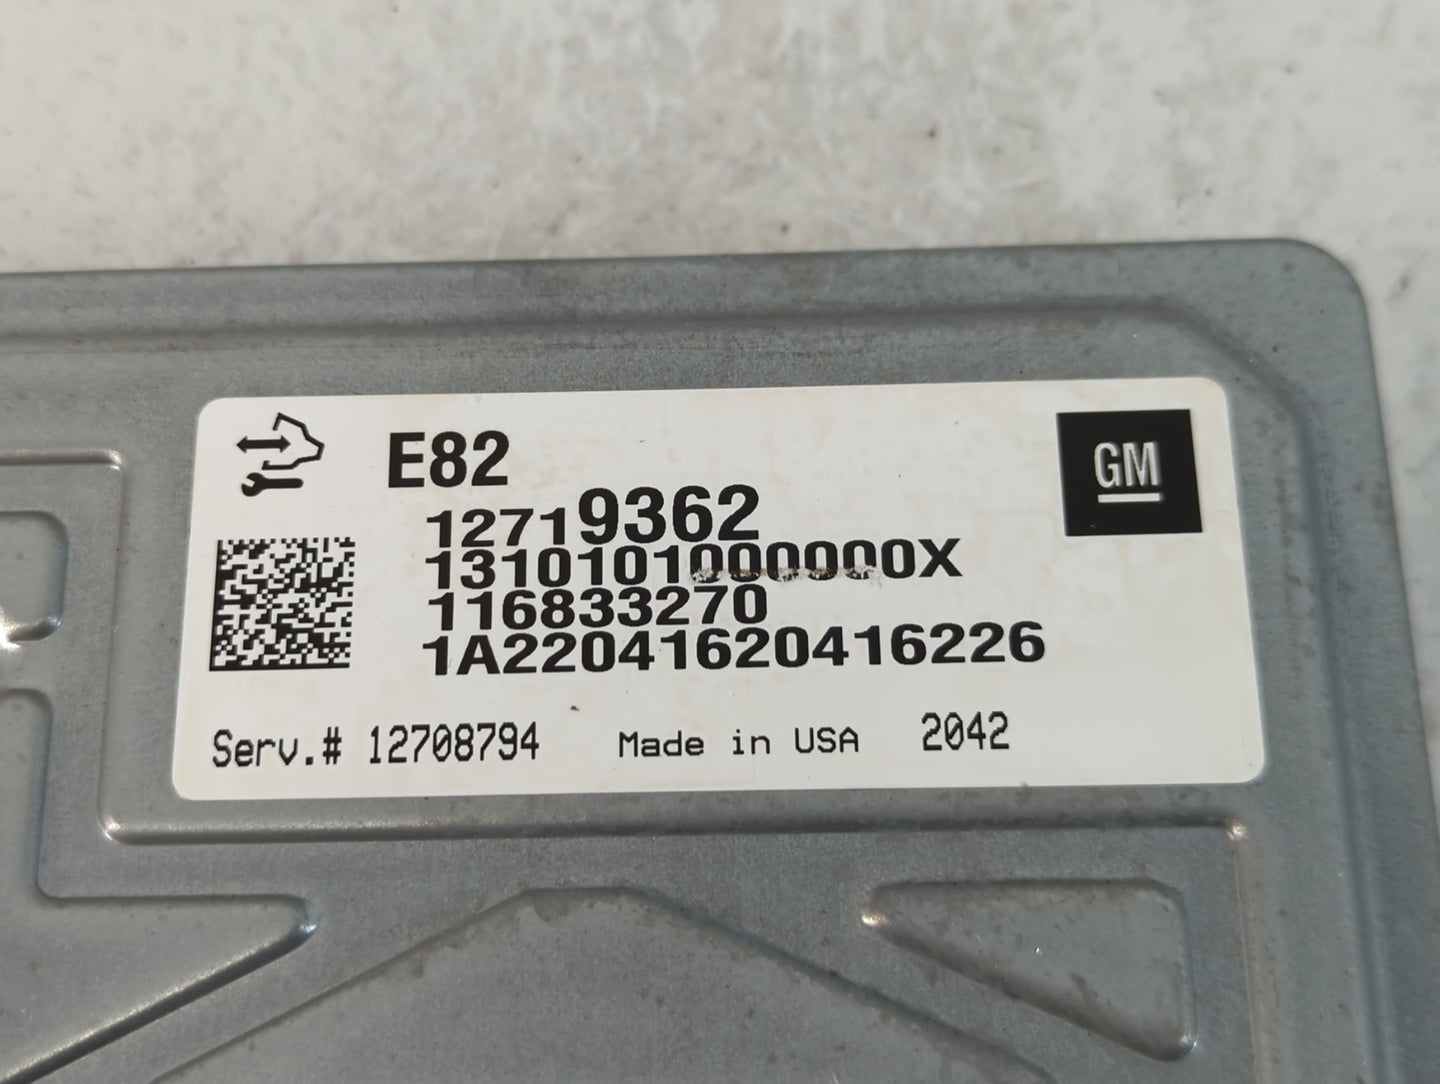 E82
GM
12719362
1310101000000X
116833270
1A22041620416226
Serv.# 12708794 Made in USA 2042